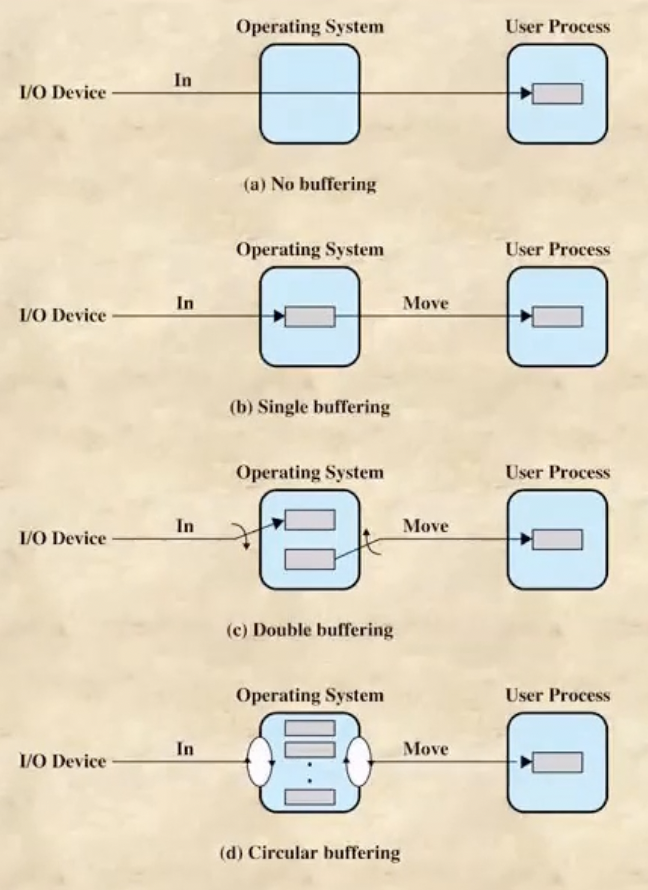 Operating System User Process
I/O Device In
(a) No buffering
Operating System User Process
I/O Device In Move
(b) Single buffering
Operating System User Process
I/O Device In Move
(c) Double buffering
Operating System User Process
I/O Device In Move
(d) Circular buffering